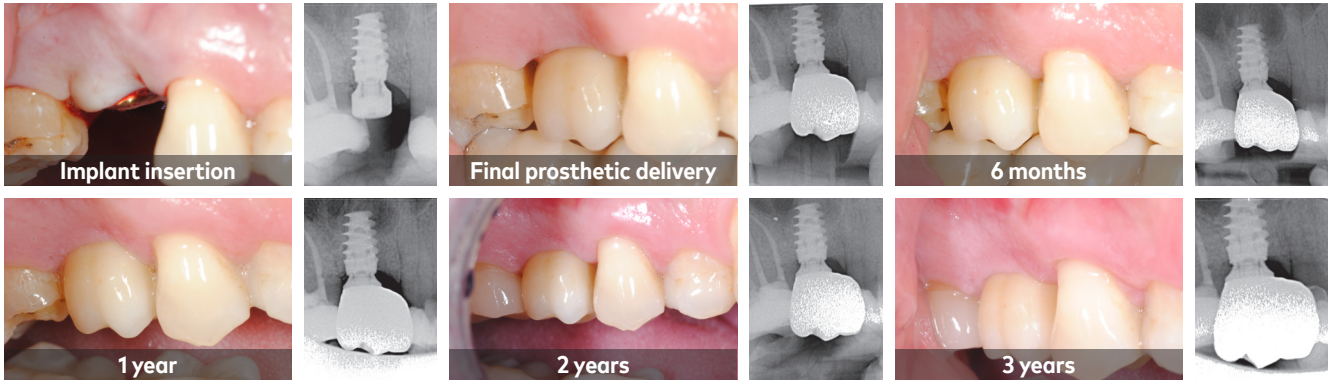 Implant insertion
Final prosthetic delivery
6 months
1 year
2 years
3 years